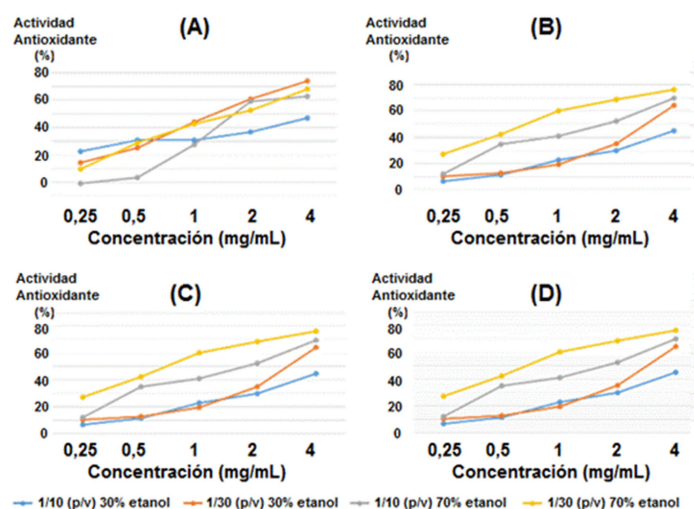 Actividad
Antioxidante
(%)
(A)
80
60
40
20
0
0,25 0,5 1 2 4
Concentración (mg/mL)
Actividad
Antioxidante
(%)
(B)
80
60
40
20
0
0,25 0,5 1 2 4
Concentración (mg/mL)
Actividad
Antioxidante
(%)
(C)
80
60
40
20
0
0,25 0,5 1 2 4
Concentración (mg/mL)
Actividad
Antioxidante
(%)
(D)
80
60
40
20
0
0,25 0,5 1 2 4
Concentración (mg/mL)
1/10 (p/v) 30% etanol 1/30 (p/v) 30% etanol 1/10 (p/v) 70% etanol 1/30 (p/v) 70% etanol